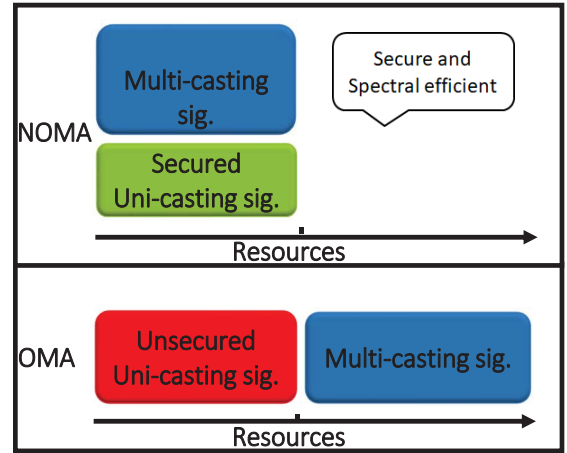 Multi-casting
sig.
Secure and
Spectral efficient
NOMA
Secured
Uni-casting sig.
Resources
OMA
Unsecured
Uni-casting sig.
Multi-casting sig.
Resources